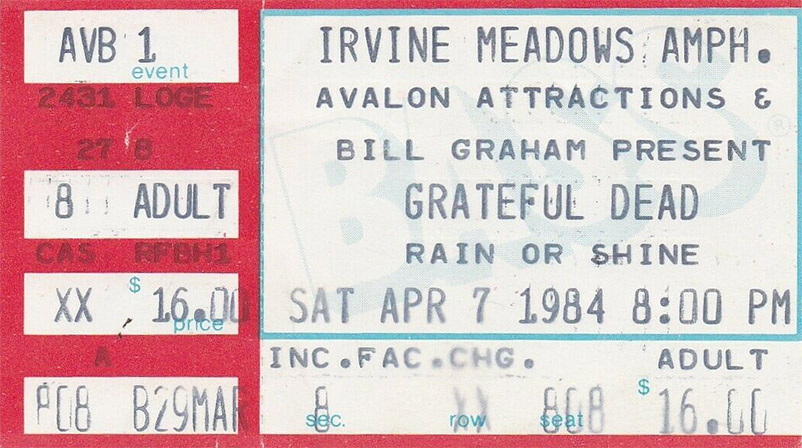 AVB 1
event
2431 LOGE
27 8
8 ADULT
CAS RFBH1
$
XX 16.00
price
A
P08 B29MAR
IRVINE MEADOWS AMPH.
AVALON ATTRACTIONS &
BILL GRAHAM PRESENT
GRATEFUL DEAD
RAIN OR SHINE
SAT APR 7 1984 8:00 PM
INC.FAC.CHG. ADULT
8 XX 808 $ 16.00
sec. row seat
BASS ®